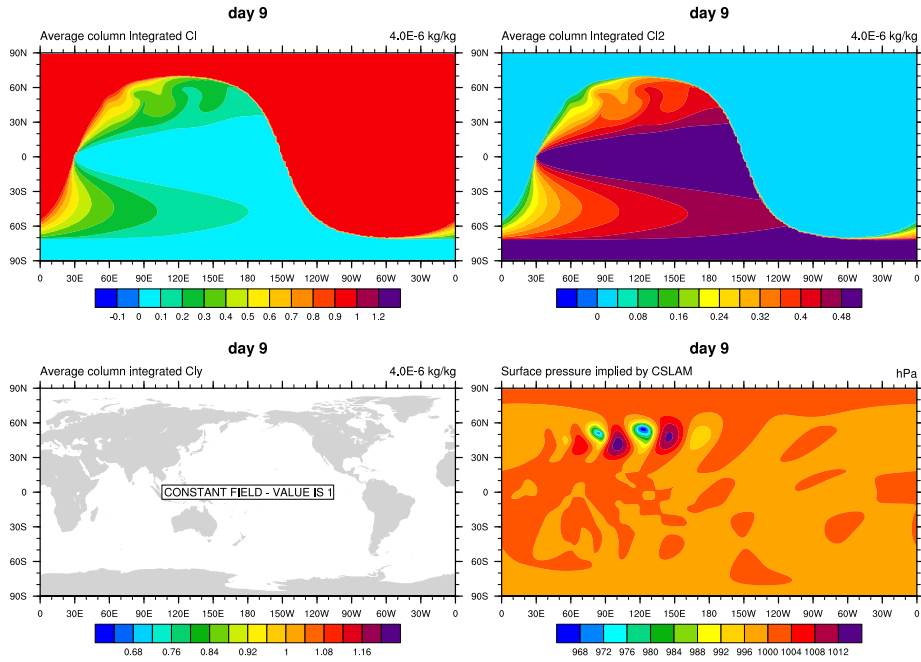 day 9
Average column Integrated Cl 4.0E-6 kg/kg
90N
60N
30N
0
30S
60S
90S
0 30E 60E 90E 120E 150E 180 150W 120W 90W 60W 30W 0
-0.1 0 0.1 0.2 0.3 0.4 0.5 0.6 0.7 0.8 0.9 1 1.2
day 9
Average column Integrated Cl2 4.0E-6 kg/kg
90N
60N
30N
0
30S
60S
90S
0 30E 60E 90E 120E 150E 180 150W 120W 90W 60W 30W 0
0 0.08 0.16 0.24 0.32 0.4 0.48
day 9
Average column integrated Cly 4.0E-6 kg/kg
90N
60N
30N
0
30S
60S
90S
CONSTANT FIELD - VALUE IS 1
0 30E 60E 90E 120E 150E 180 150W 120W 90W 60W 30W 0
0.68 0.76 0.84 0.92 1 1.08 1.16
day 9
Surface pressure implied by CSLAM hPa
90N
60N
30N
0
30S
60S
90S
0 30E 60E 90E 120E 150E 180 150W 120W 90W 60W 30W 0
968 972 976 980 984 988 992 996 1000 1004 1008 1012